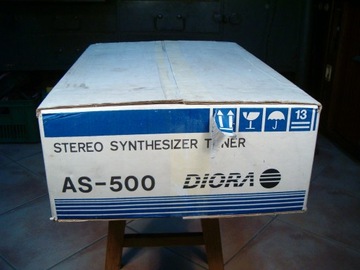 13
STEREO SYNTHESIZER TUNER
AS-500 DIORA